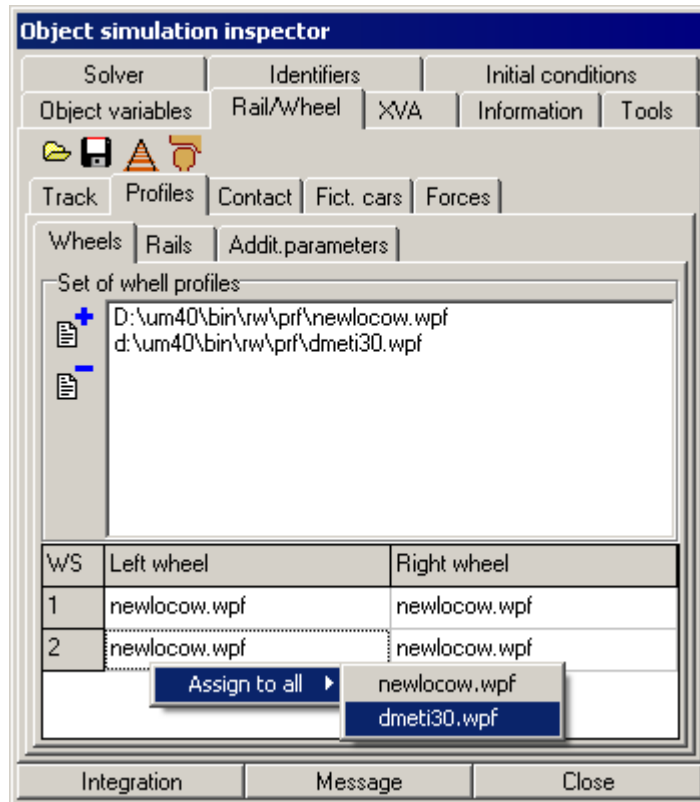 Object simulation inspector
Solver Identifiers Initial conditions
Object variables Rail/Wheel XVA Information Tools
Track Profiles Contact Fict. cars Forces
Wheels Rails Addit.parameters
Set of whell profiles
D:\um40\bin\rw\prf\newlocow.wpf
d:\um40\bin\rw\prf\dmeti30.wpf
WS Left wheel Right wheel
1 newlocow.wpf newlocow.wpf
2 newlocow.wpf newlocow.wpf
Assign to all newlocow.wpf
dmeti30.wpf
Integration Message Close